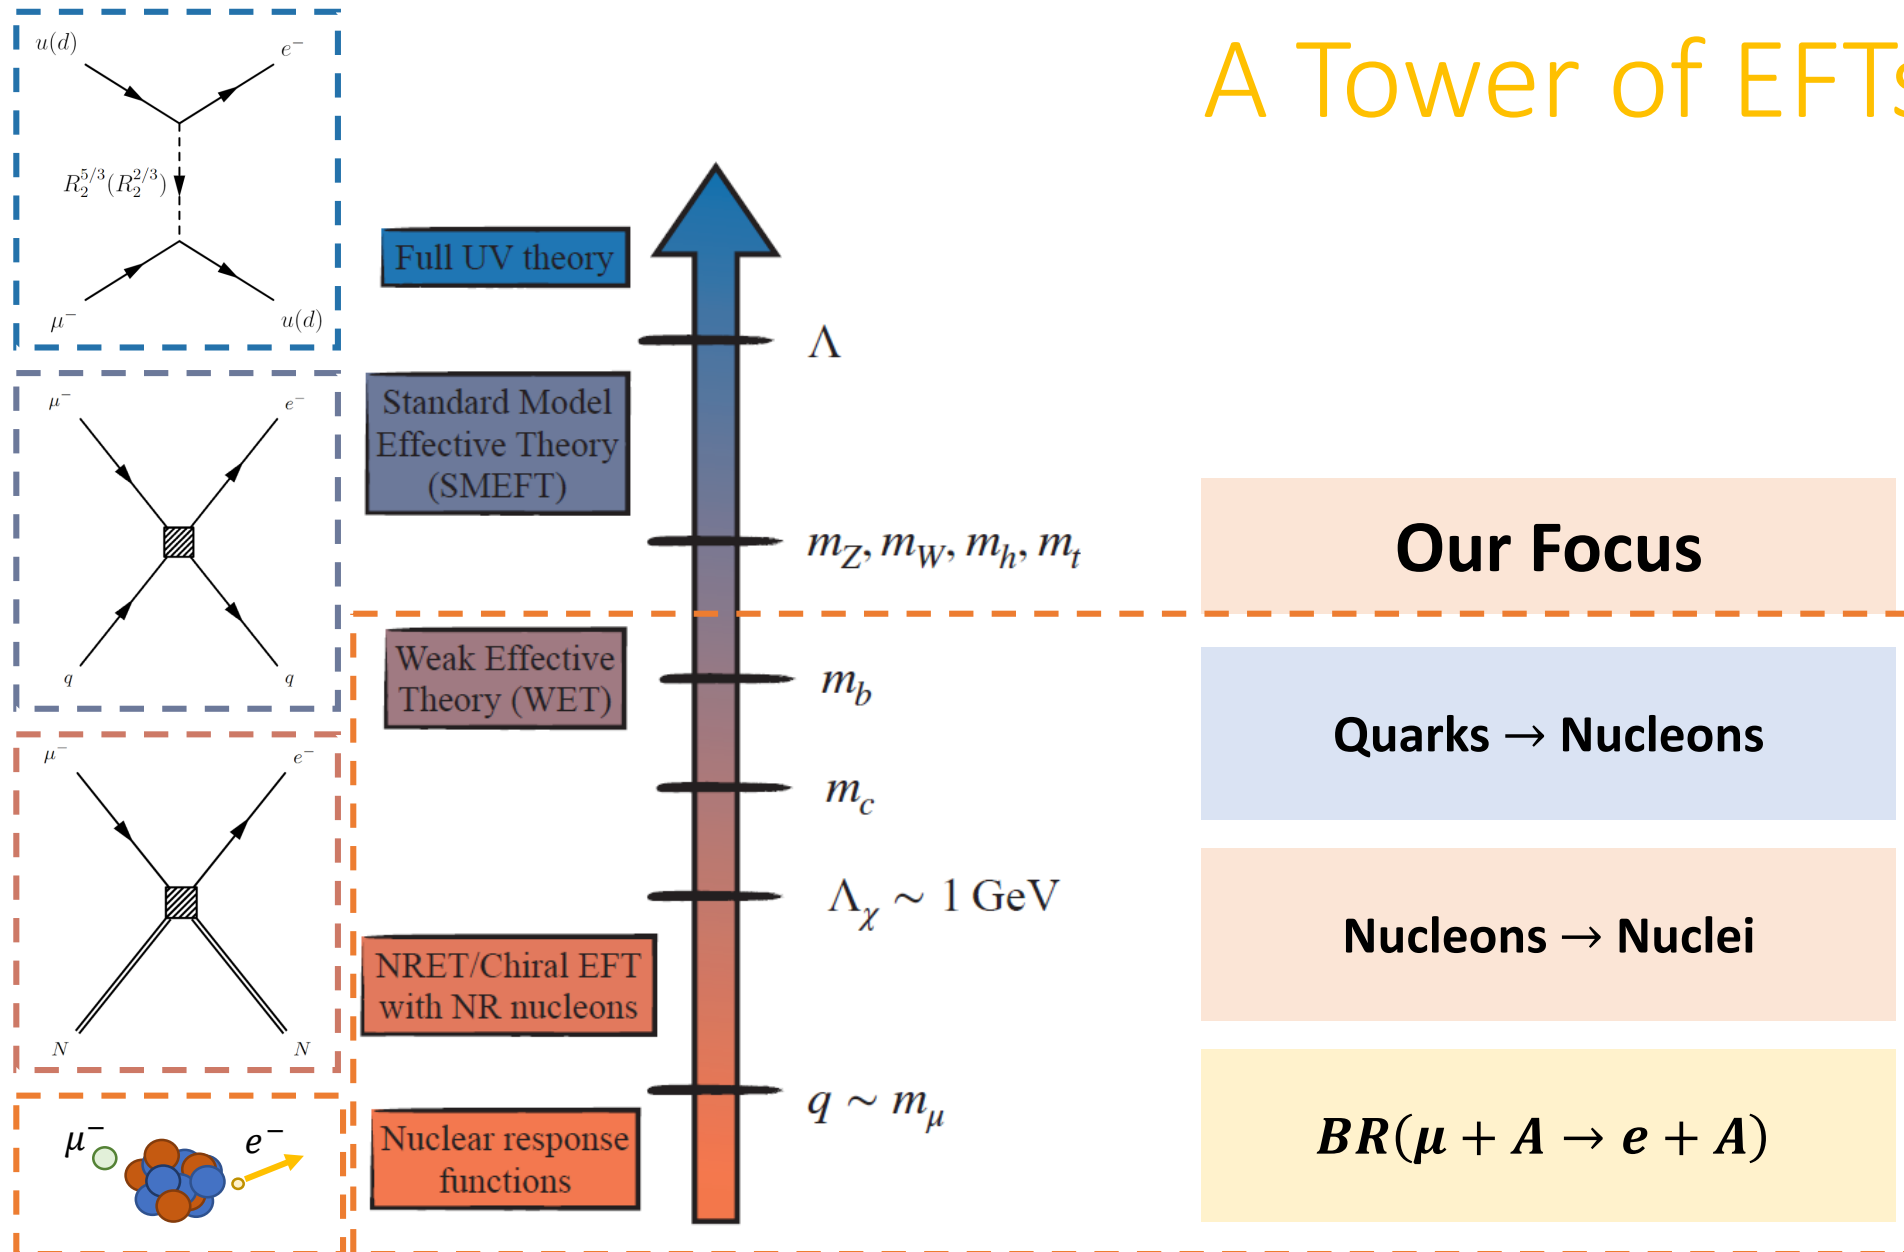 A Tower of EFTs
u(d)
e⁻
R₂^{5/3}(R₂^{2/3})
μ⁻
u(d)
μ⁻
e⁻
q
q
μ⁻
e⁻
N
N
μ⁻
e⁻
Full UV theory
Standard Model
Effective Theory
(SMEFT)
Weak Effective
Theory (WET)
NRET/Chiral EFT
with NR nucleons
Nuclear response
functions
Λ
m_Z, m_W, m_h, m_t
m_b
m_c
Λ_χ ∼ 1 GeV
q ∼ m_μ
Our Focus
Quarks → Nucleons
Nucleons → Nuclei
BR(μ + A → e + A)